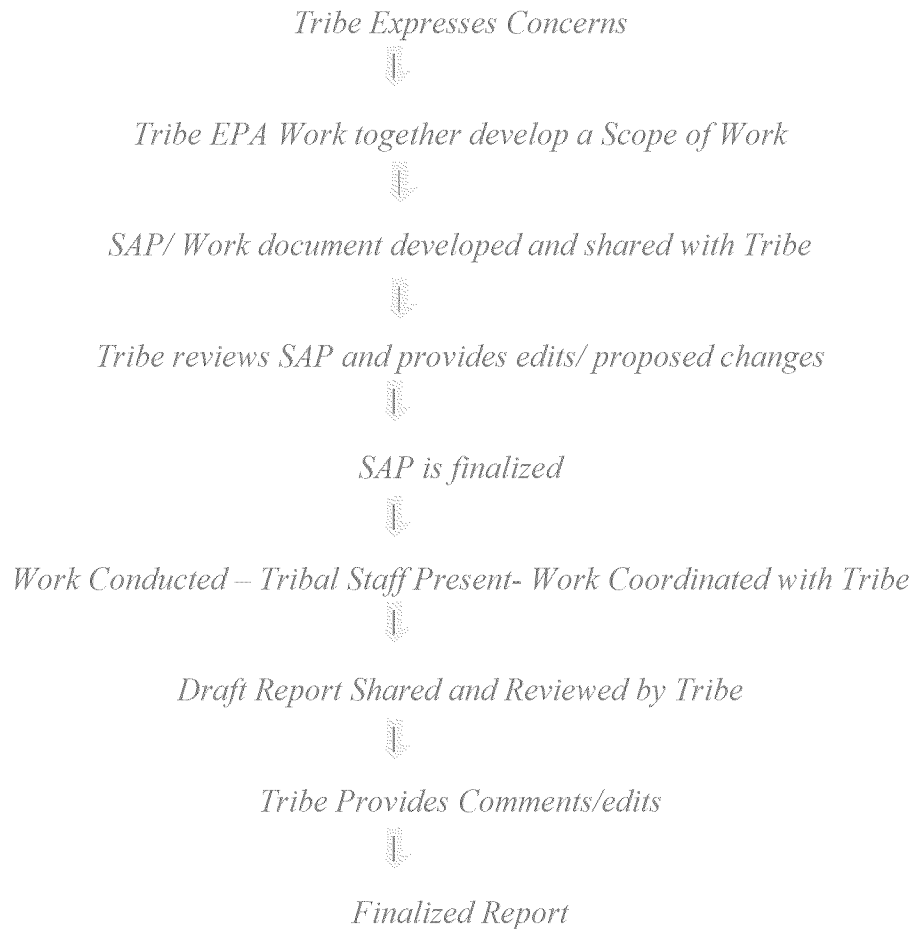 Tribe Expresses Concerns
Tribe EPA Work together develop a Scope of Work
SAP/ Work document developed and shared with Tribe
Tribe reviews SAP and provides edits/ proposed changes
SAP is finalized
Work Conducted – Tribal Staff Present- Work Coordinated with Tribe
Draft Report Shared and Reviewed by Tribe
Tribe Provides Comments/edits
Finalized Report